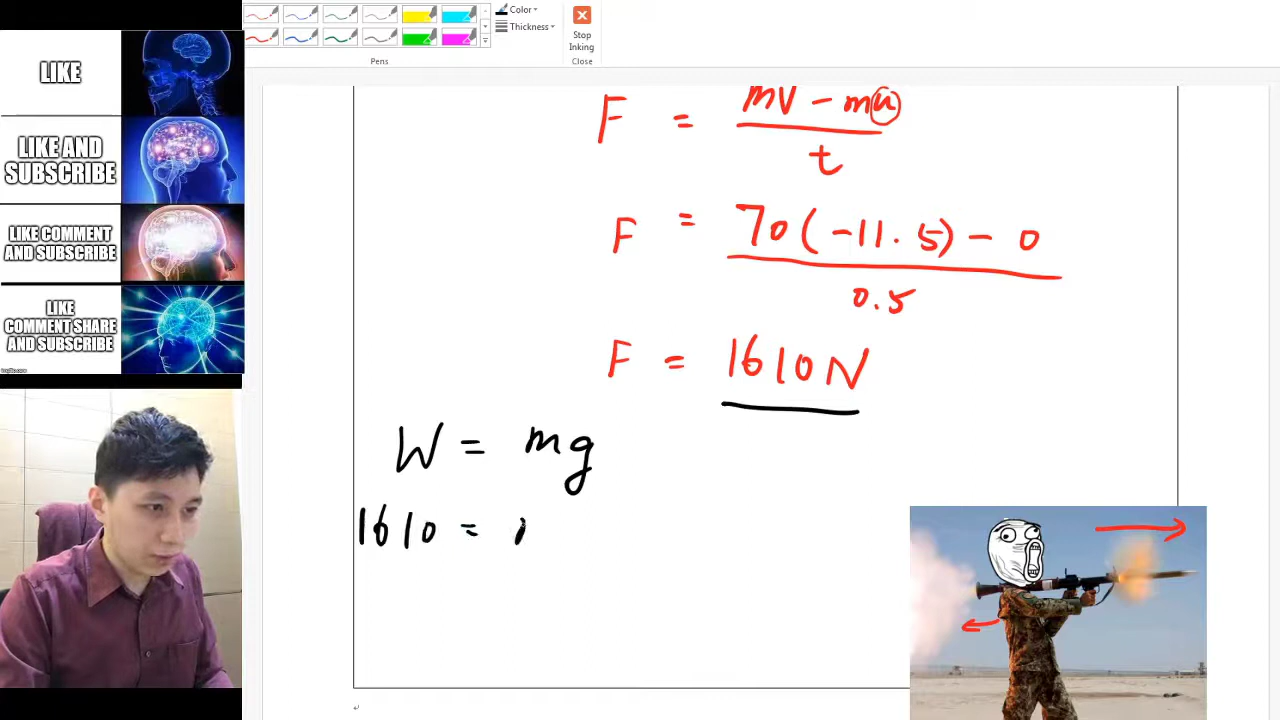 Color
Thickness
Stop
Inking
Pens
Close
LIKE
LIKE AND
SUBSCRIBE
LIKE COMMENT
AND SUBSCRIBE
LIKE
COMMENT SHARE
AND SUBSCRIBE
F = mV - mu
t
F = 70(-11.5) - 0
0.5
F = 1610N
W = mg
1610 =